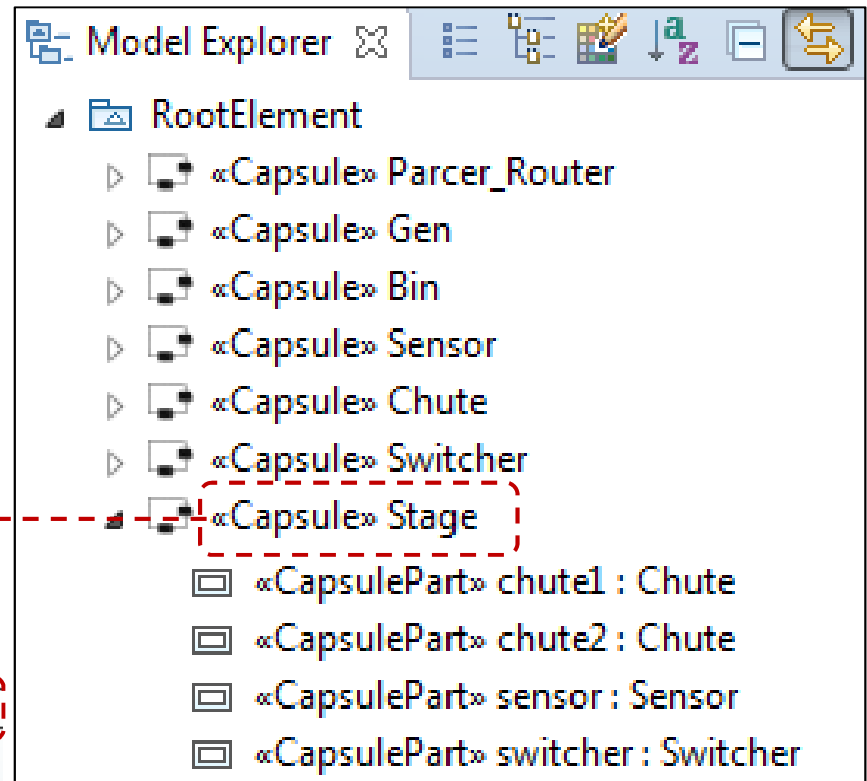 Model Explorer
RootElement
«Capsule» Parcer_Router
«Capsule» Gen
«Capsule» Bin
«Capsule» Sensor
«Capsule» Chute
«Capsule» Switcher
«Capsule» Stage
«CapsulePart» chute1 : Chute
«CapsulePart» chute2 : Chute
«CapsulePart» sensor : Sensor
«CapsulePart» switcher : Switcher